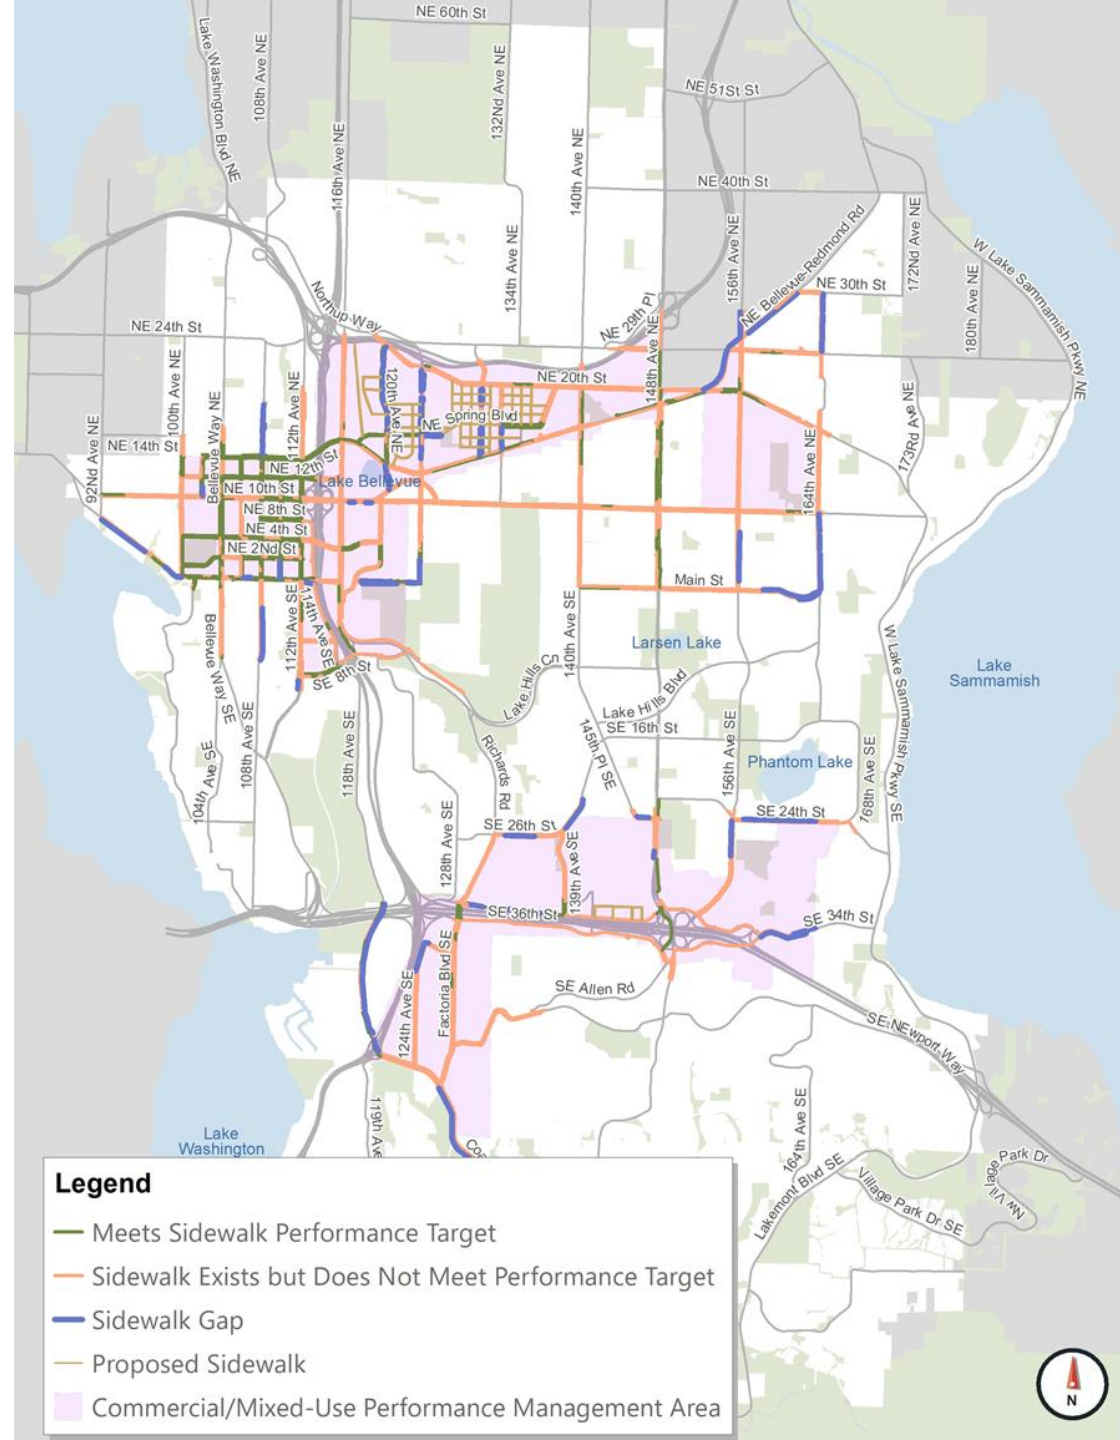 NE 60th St
Lake Washington Blvd NE
108th Ave NE
116th Ave NE
132Nd Ave NE
NE 51St St
140th Ave NE
NE 40th St
156th Ave NE
NE Bellevue-Redmond Rd
172Nd Ave NE
W Lake Sammamish Pkwy NE
134th Ave NE
180th Ave NE
NE 30th St
Northup Way
NE 29th Pl
NE 24th St
148th Ave NE
100th Ave NE
120th Ave NE
NE 20th St
112th Ave NE
Bellevue Way NE
NE Spring Blvd
173Rd Ave NE
92Nd Ave NE
NE 14th St
NE 12th St
164th Ave NE
Lake Bellevue
NE 10th St
NE 8th St
NE 4th St
NE 2Nd St
Main St
112th Ave SE
114th Ave SE
140th Ave SE
Bellevue Way SE
Larsen Lake
W Lake Sammamish Pkwy SE
Lake
Sammamish
SE 8th St
Lake Hills Cn
Lake Hills Blvd
SE 16th St
145th Pl SE
108th Ave SE
118th Ave SE
104th Ave SE
Richards Rd
156th Ave SE
168th Ave SE
Phantom Lake
SE 24th St
128th Ave SE
SE 26th St
139th Ave SE
SE 36th St
SE 34th St
Factoria Blvd SE
124th Ave SE
SE Allen Rd
SE Newport Way
119th Ave
164th Ave SE
Lake
Washington
Coa
Lakemont Blvd SE
Village Park Dr SE
NW Village Park Dr
Legend
Meets Sidewalk Performance Target
Sidewalk Exists but Does Not Meet Performance Target
Sidewalk Gap
Proposed Sidewalk
Commercial/Mixed-Use Performance Management Area
N